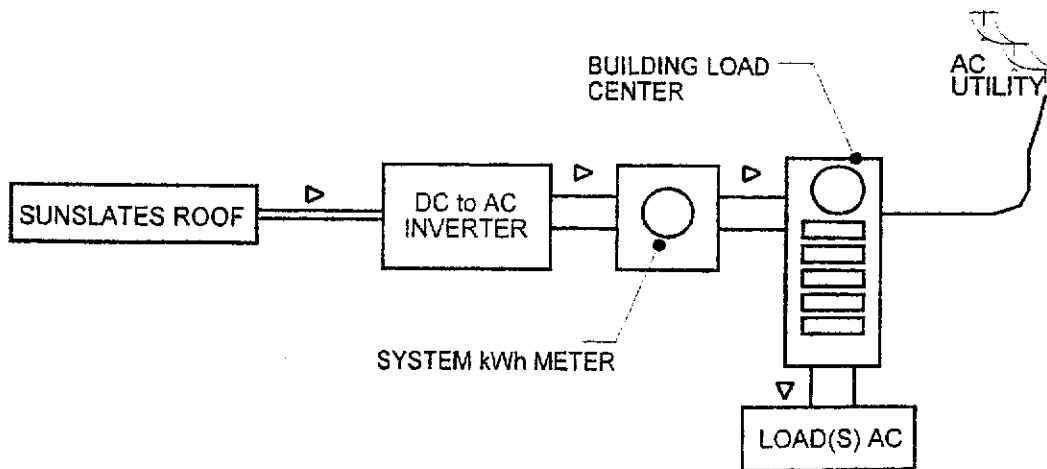 BUILDING LOAD
CENTER
AC
UTILITY
SUNSLATES ROOF
DC to AC
INVERTER
SYSTEM kWh METER
LOAD(S) AC